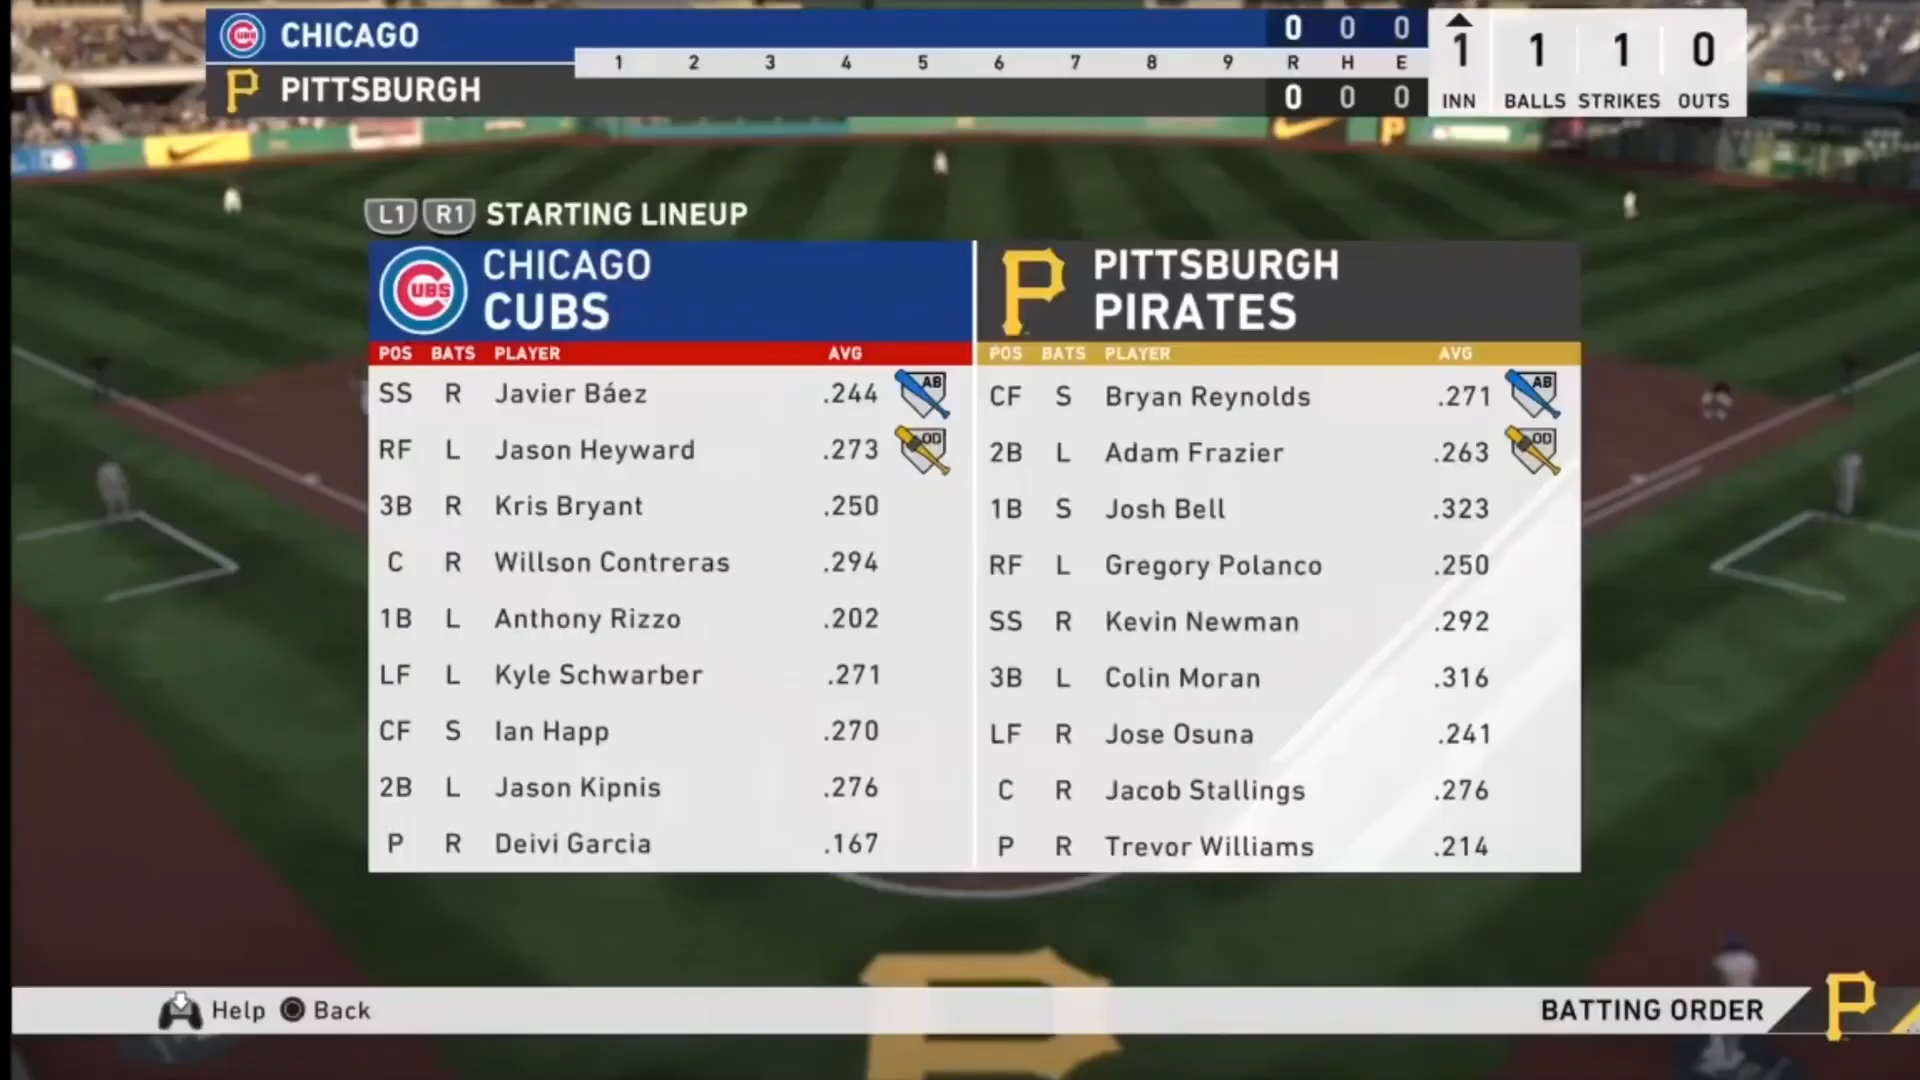 CHICAGO 0 0 0
1 2 3 4 5 6 7 8 9 R H E
PITTSBURGH 0 0 0
1 1 1 0
INN BALLS STRIKES OUTS
L1 R1 STARTING LINEUP
CUBS CHICAGO CUBS
POS BATS PLAYER AVG
SS R Javier Báez .244 AB
RF L Jason Heyward .273 OD
3B R Kris Bryant .250
C R Willson Contreras .294
1B L Anthony Rizzo .202
LF L Kyle Schwarber .271
CF S Ian Happ .270
2B L Jason Kipnis .276
P R Deivi Garcia .167
P PITTSBURGH PIRATES
POS BATS PLAYER AVG
CF S Bryan Reynolds .271 AB
2B L Adam Frazier .263 OD
1B S Josh Bell .323
RF L Gregory Polanco .250
SS R Kevin Newman .292
3B L Colin Moran .316
LF R Jose Osuna .241
C R Jacob Stallings .276
P R Trevor Williams .214
Help Back
BATTING ORDER P